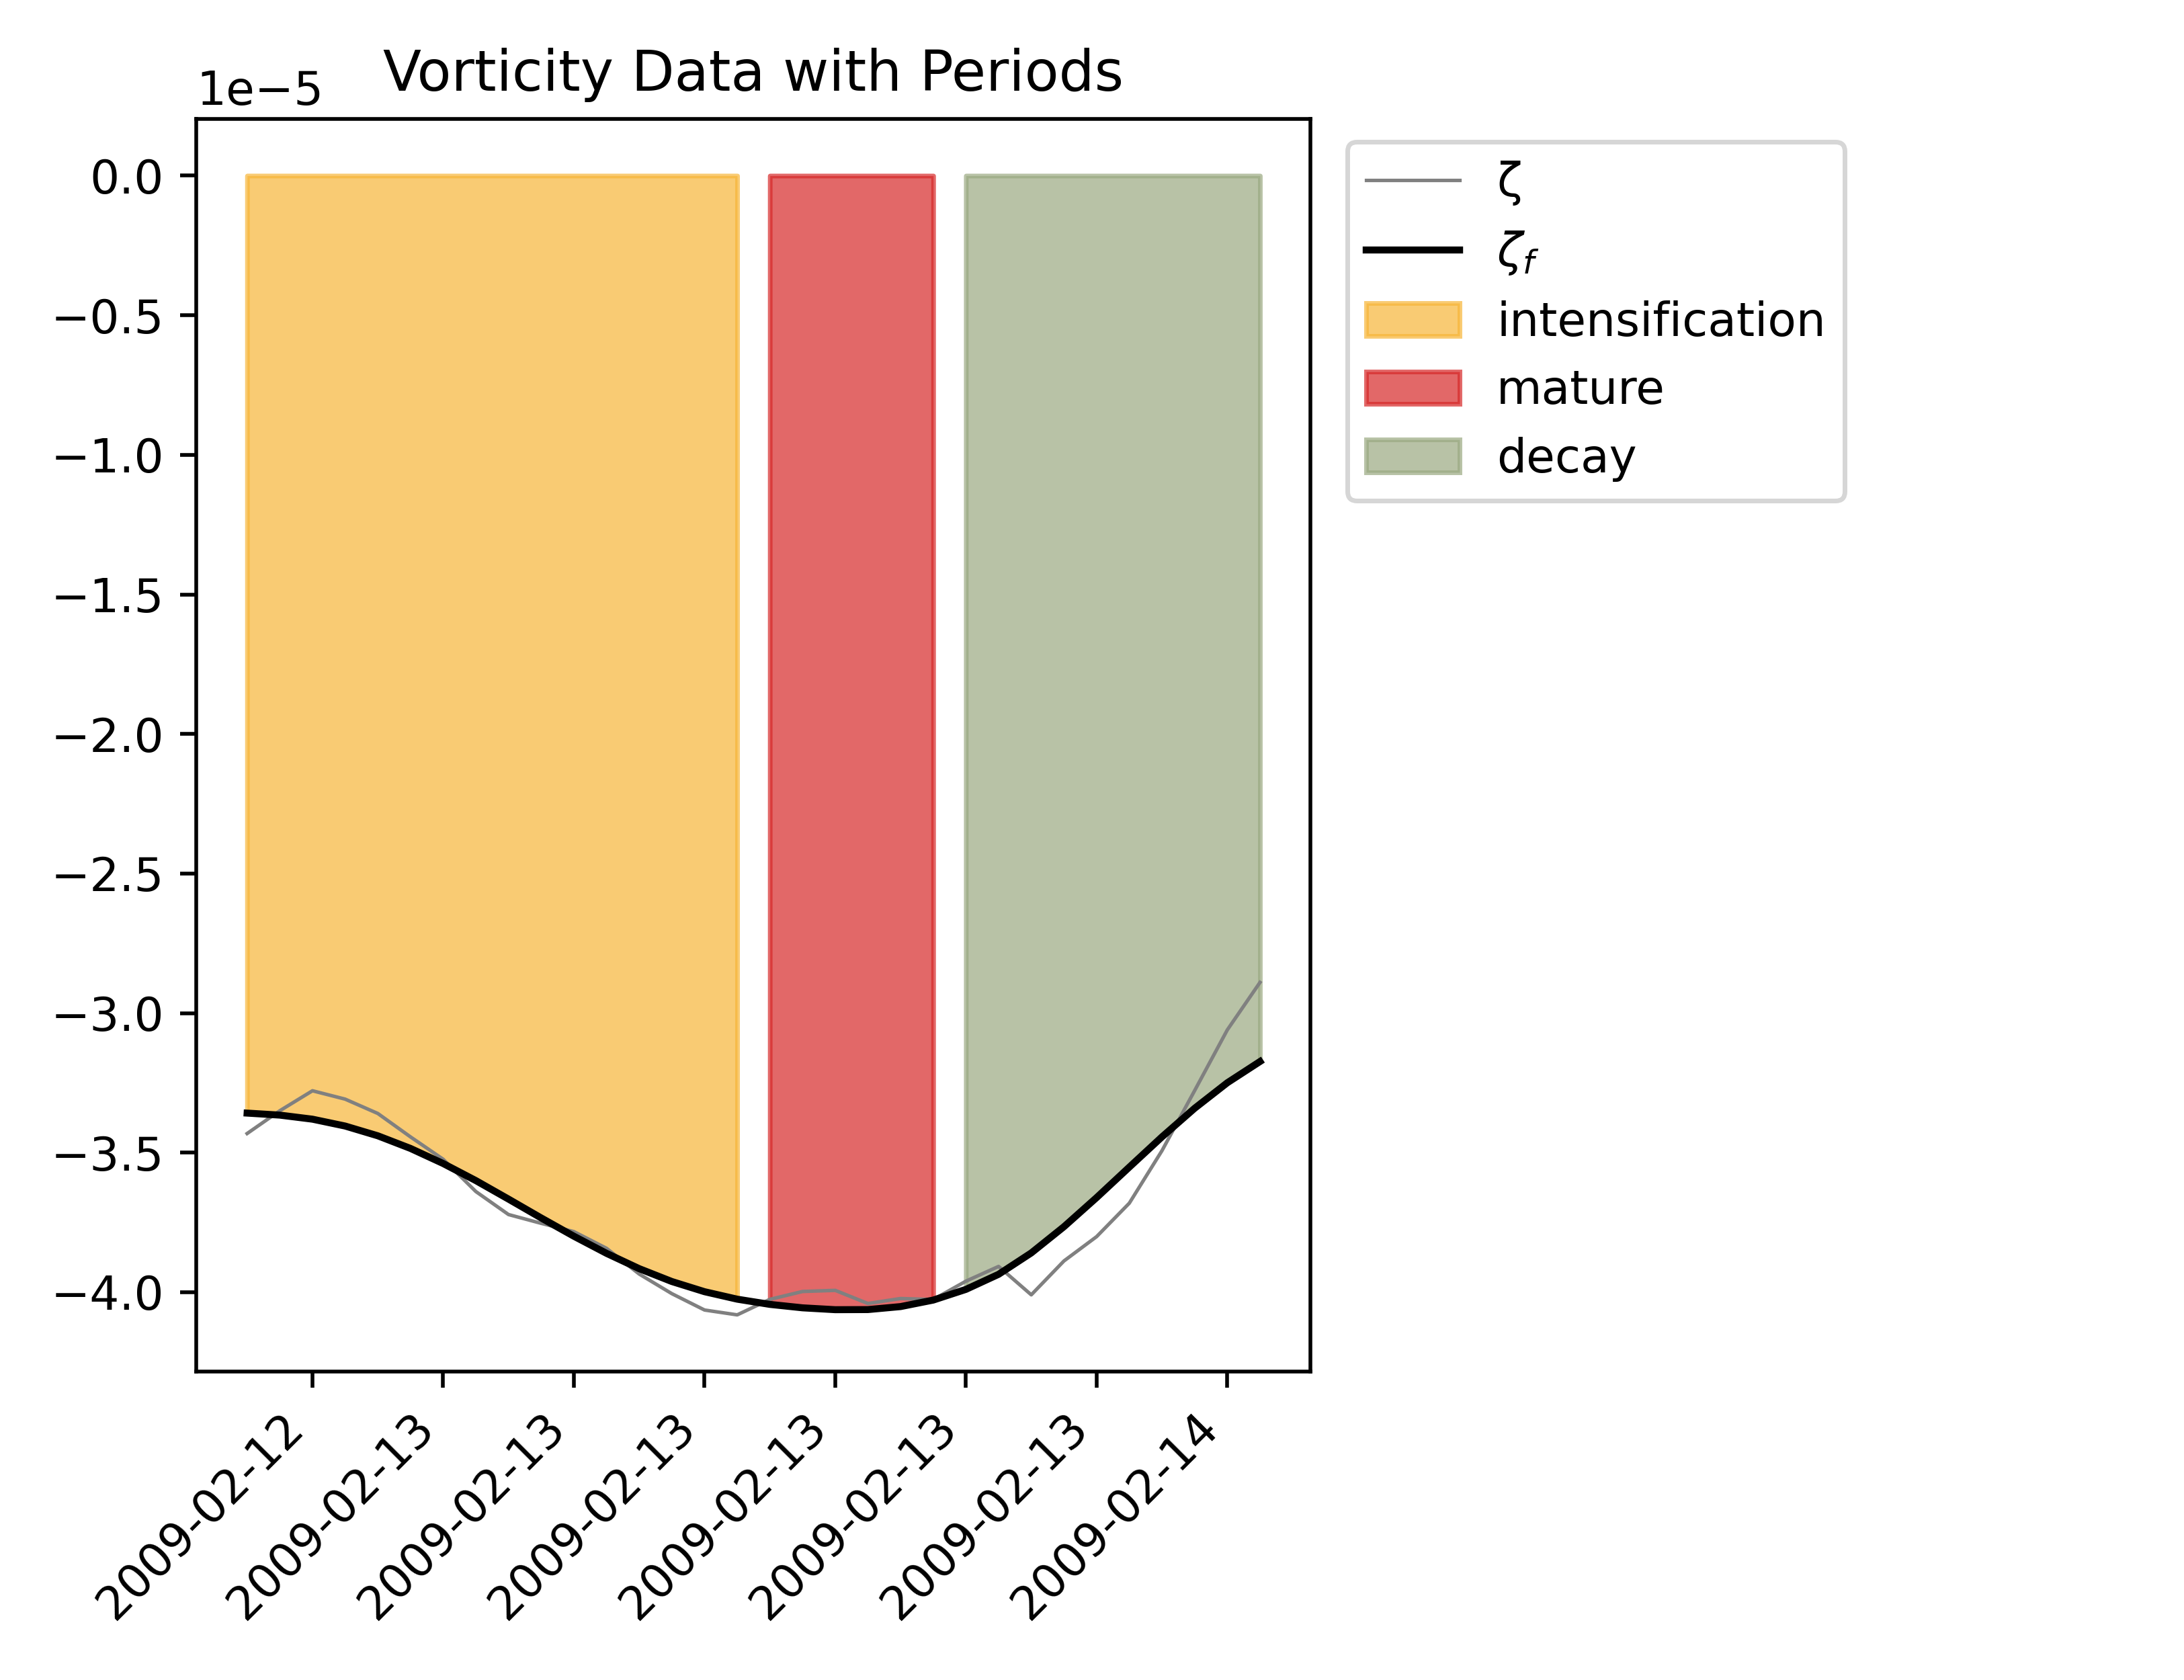 Vorticity Data with Periods
1e−5
0.0
−0.5
−1.0
−1.5
−2.0
−2.5
−3.0
−3.5
−4.0
2009-02-12
2009-02-13
2009-02-13
2009-02-13
2009-02-13
2009-02-13
2009-02-13
2009-02-14
ζ
ζf
intensification
mature
decay